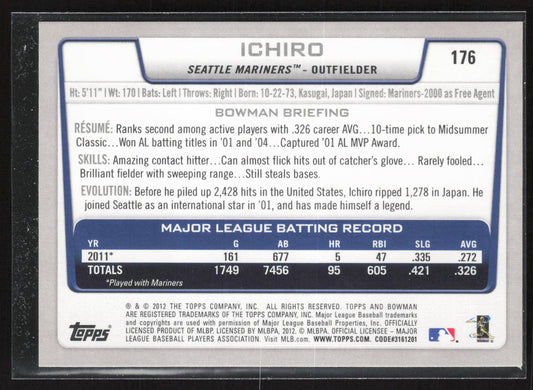 ICHIRO
176
SEATTLE MARINERS™ - OUTFIELDER
Ht: 5'11" | Wt: 170 | Bats: Left | Throws: Right | Born: 10-22-73, Kasugai, Japan | Signed: Mariners-2000 as Free Agent
BOWMAN BRIEFING
RÉSUMÉ: Ranks second among active players with .326 career AVG...10-time pick to Midsummer
Classic...Won AL batting titles in '01 and '04...Captured '01 AL MVP Award.
SKILLS: Amazing contact hitter...Can almost flick hits out of catcher's glove... Rarely fooled...
Brilliant fielder with sweeping range...Still steals bases.
EVOLUTION: Before he piled up 2,428 hits in the United States, Ichiro ripped 1,278 in Japan. He
joined Seattle as an international star in '01, and has made himself a legend.
MAJOR LEAGUE BATTING RECORD
YR G AB HR RBI SLG AVG
2011* 161 677 5 47 .335 .272
TOTALS 1749 7456 95 605 .421 .326
*Played with Mariners
® & © 2012 THE TOPPS COMPANY, INC. ALL RIGHTS RESERVED. TOPPS AND BOWMAN
ARE REGISTERED TRADEMARKS OF THE TOPPS COMPANY, INC. Major League Baseball trademarks
and copyrights are used with permission of Major League Baseball Properties, Inc. OFFICIALLY
LICENSED PRODUCT OF MLBP. LICENSED BY MLBPA, 2012. © MLBPA. OFFICIAL LICENSEE – MAJOR
LEAGUE BASEBALL PLAYERS ASSOCIATION. Visit MLB.com. WWW.TOPPS.COM. CODE#3161201
Topps